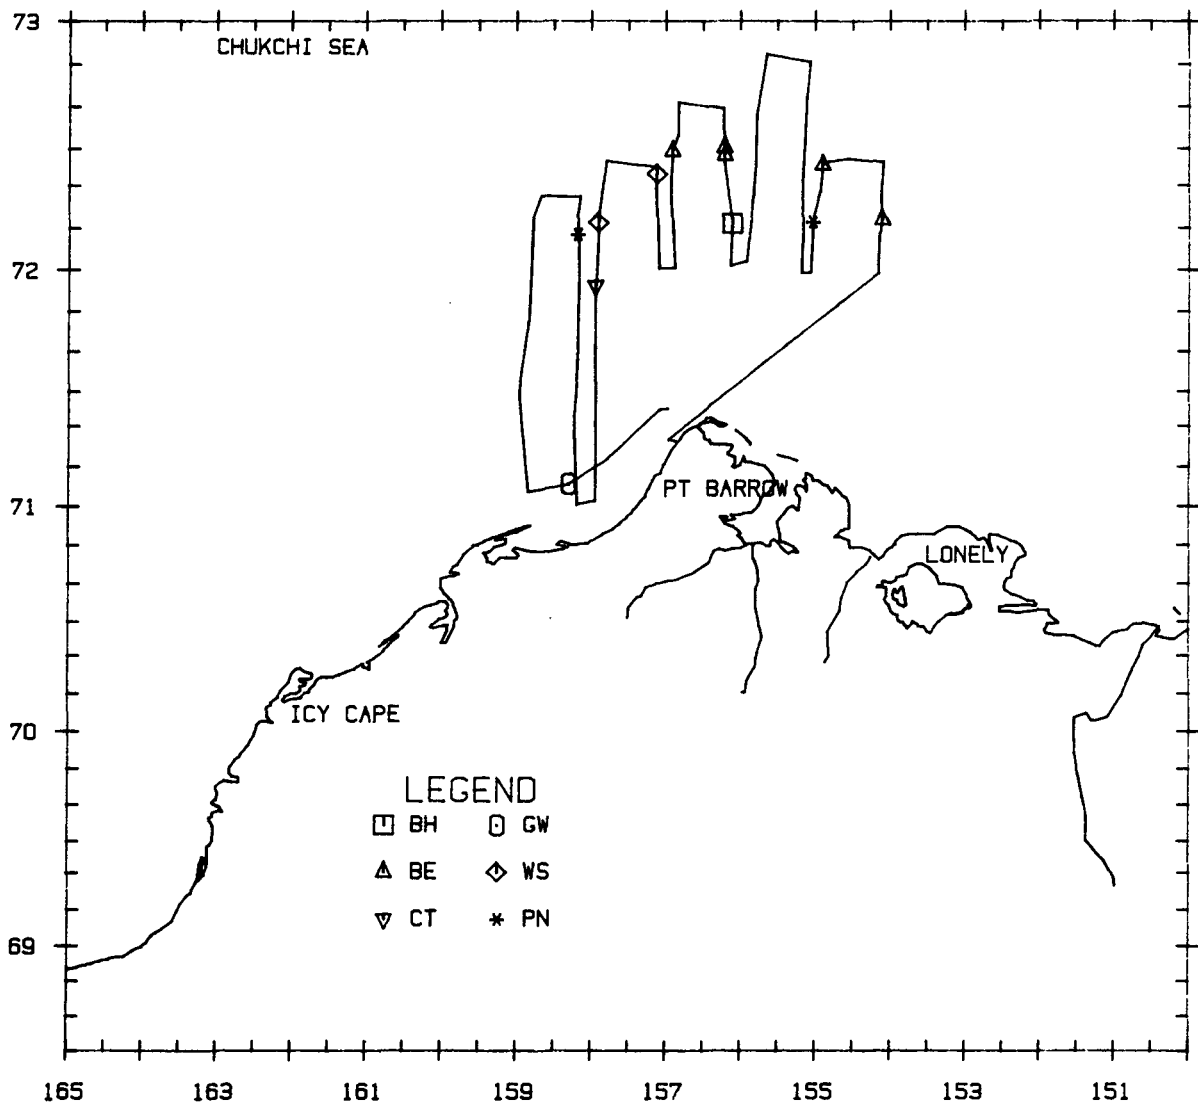 73
CHUKCHI SEA
72
71
PT BARROW
LONELY
70
ICY CAPE
LEGEND
BH GW
BE WS
CT PN
69
165 163 161 159 157 155 153 151